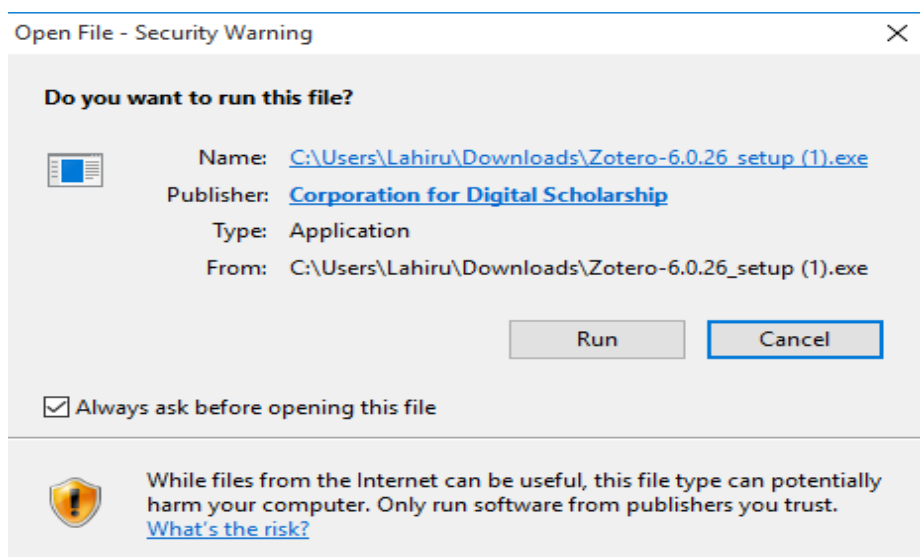 Open File - Security Warning
Do you want to run this file?
Name: C:\Users\Lahiru\Downloads\Zotero-6.0.26_setup (1).exe
Publisher: Corporation for Digital Scholarship
Type: Application
From: C:\Users\Lahiru\Downloads\Zotero-6.0.26_setup (1).exe
Run Cancel
Always ask before opening this file
While files from the Internet can be useful, this file type can potentially
harm your computer. Only run software from publishers you trust.
What's the risk?